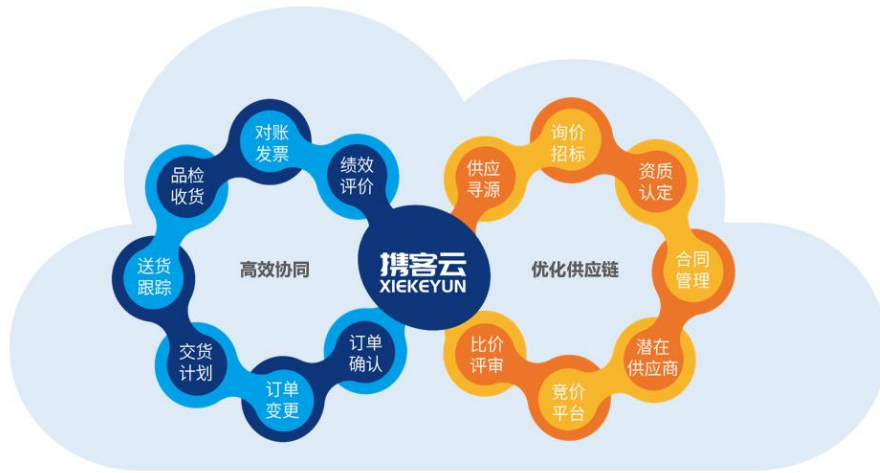 对账
发票
绩效
评价
品检
收货
送货
跟踪
交货
计划
订单
变更
订单
确认
高效协同
携客云
XIEKEYUN
供应
寻源
询价
招标
资质
认定
合同
管理
潜在
供应商
竞价
平台
比价
评审
优化供应链